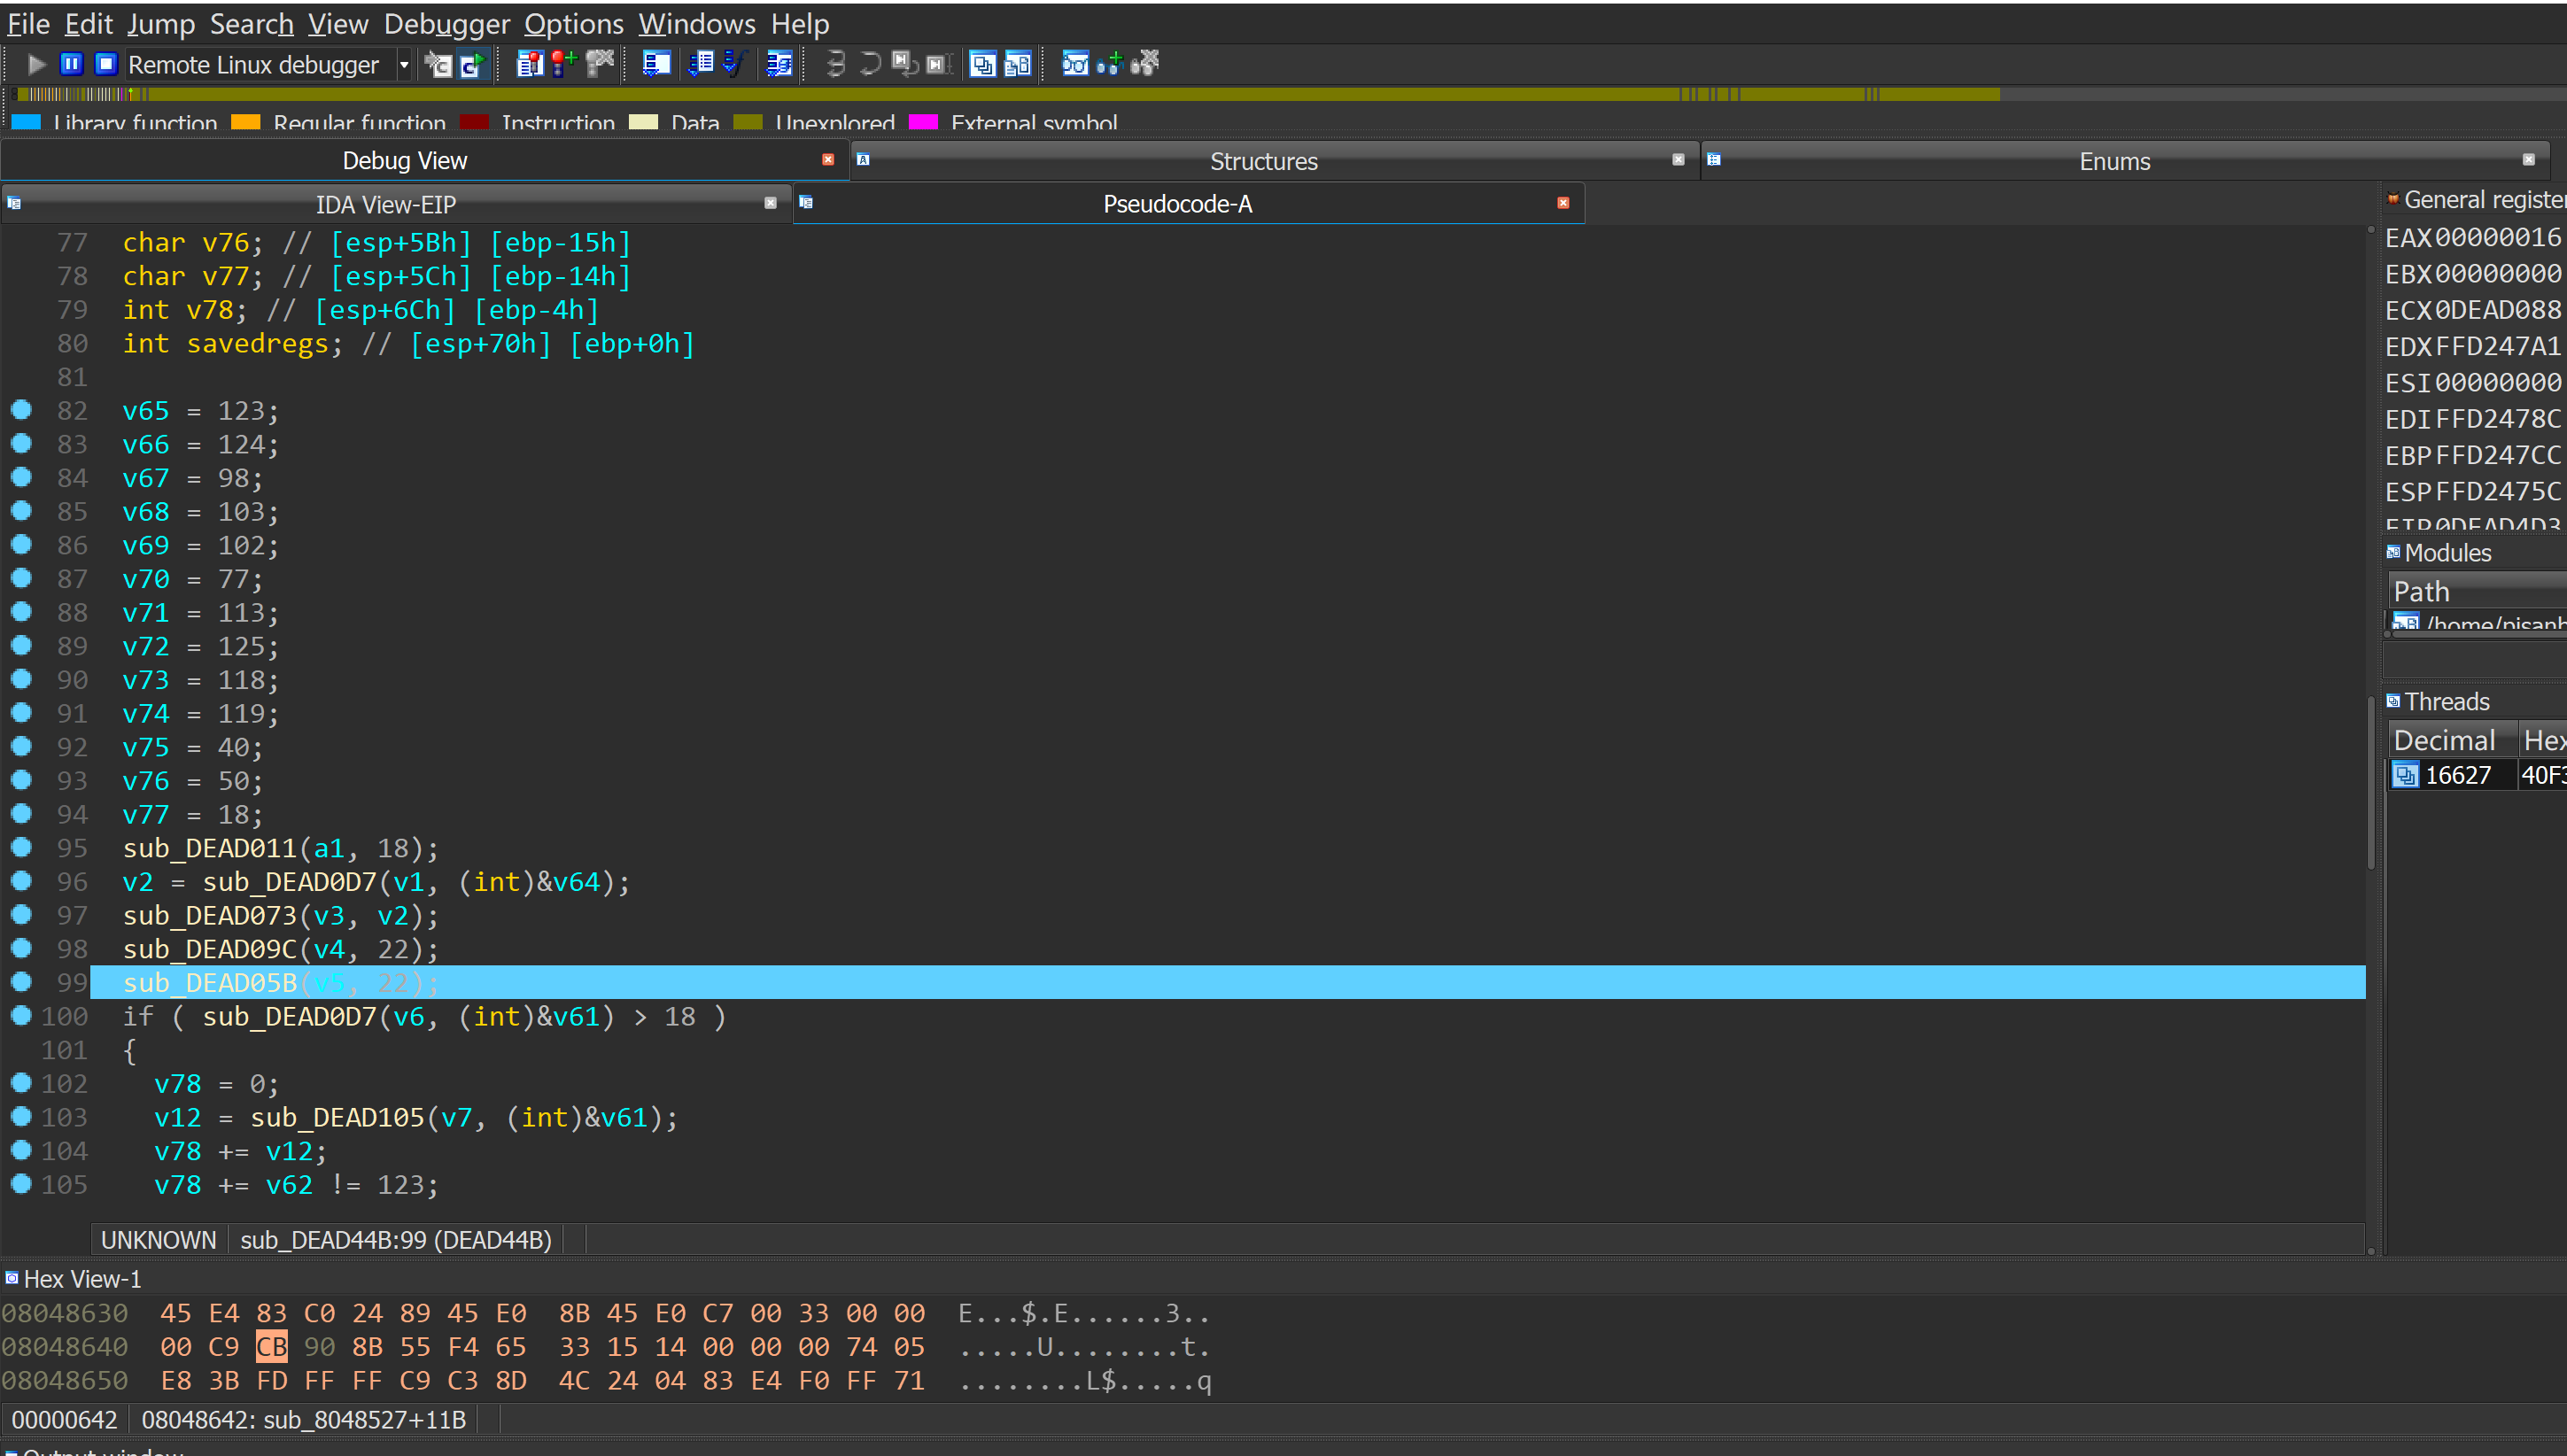 File Edit Jump Search View Debugger Options Windows Help
Remote Linux debugger
Library function Regular function Instruction Data Unexplored External symbol
Debug View Structures Enums
IDA View-EIP Pseudocode-A
77 char v76; // [esp+5Bh] [ebp-15h]
78 char v77; // [esp+5Ch] [ebp-14h]
79 int v78; // [esp+6Ch] [ebp-4h]
80 int savedregs; // [esp+70h] [ebp+0h]
81
82 v65 = 123;
83 v66 = 124;
84 v67 = 98;
85 v68 = 103;
86 v69 = 102;
87 v70 = 77;
88 v71 = 113;
89 v72 = 125;
90 v73 = 118;
91 v74 = 119;
92 v75 = 40;
93 v76 = 50;
94 v77 = 18;
95 sub_DEAD011(a1, 18);
96 v2 = sub_DEAD0D7(v1, (int)&v64);
97 sub_DEAD073(v3, v2);
98 sub_DEAD09C(v4, 22);
99 sub_DEAD05B(v5, 22);
100 if ( sub_DEAD0D7(v6, (int)&v61) > 18 )
101 {
102 v78 = 0;
103 v12 = sub_DEAD105(v7, (int)&v61);
104 v78 += v12;
105 v78 += v62 != 123;
UNKNOWN sub_DEAD44B:99 (DEAD44B)
General register
EAX 00000016
EBX 00000000
ECX 0DEAD088
EDX FFD247A1
ESI 00000000
EDI FFD2478C
EBP FFD247CC
ESP FFD2475C
EIP 0DEAD4D3
Modules
Path
/home/pisanb
Threads
Decimal Hex
16627 40F3
Hex View-1
08048630 45 E4 83 C0 24 89 45 E0 8B 45 E0 C7 00 33 00 00 E...$.E......3..
08048640 00 C9 CB 90 8B 55 F4 65 33 15 14 00 00 00 74 05 .....U........t.
08048650 E8 3B FD FF FF C9 C3 8D 4C 24 04 83 E4 F0 FF 71 ........L$.....q
00000642 08048642: sub_8048527+11B
Output window